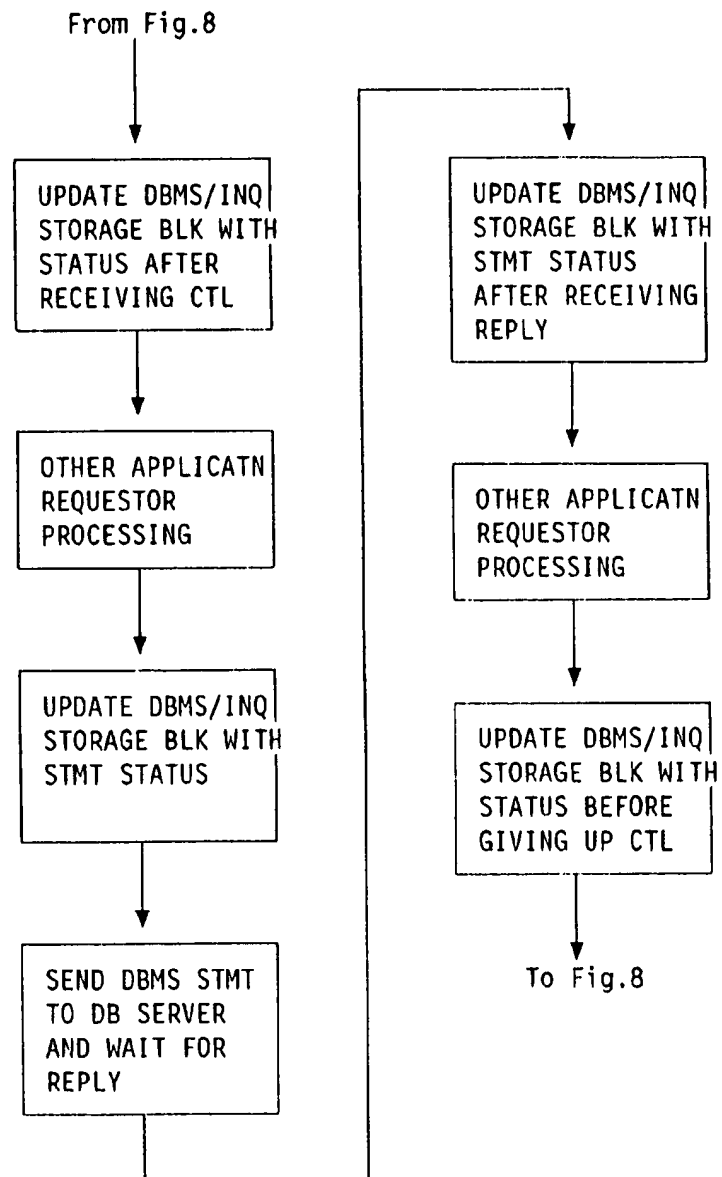 From Fig.8
UPDATE DBMS/INQ
STORAGE BLK WITH
STATUS AFTER
RECEIVING CTL
OTHER APPLICATN
REQUESTOR
PROCESSING
UPDATE DBMS/INQ
STORAGE BLK WITH
STMT STATUS
SEND DBMS STMT
TO DB SERVER
AND WAIT FOR
REPLY
UPDATE DBMS/INQ
STORAGE BLK WITH
STMT STATUS
AFTER RECEIVING
REPLY
OTHER APPLICATN
REQUESTOR
PROCESSING
UPDATE DBMS/INQ
STORAGE BLK WITH
STATUS BEFORE
GIVING UP CTL
To Fig.8